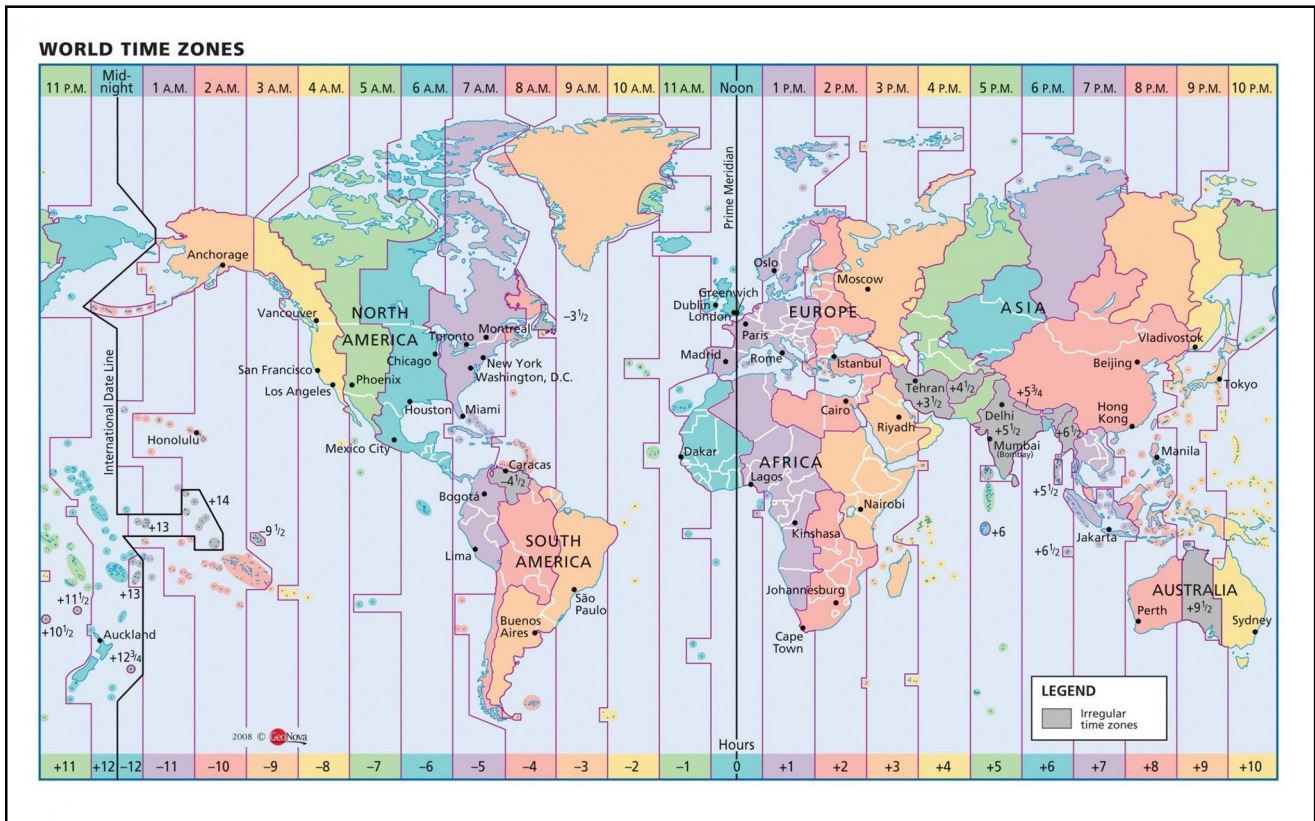 WORLD TIME ZONES
11 P.M. Mid-night 1 A.M. 2 A.M. 3 A.M. 4 A.M. 5 A.M. 6 A.M. 7 A.M. 8 A.M. 9 A.M. 10 A.M. 11 A.M. Noon 1 P.M. 2 P.M. 3 P.M. 4 P.M. 5 P.M. 6 P.M. 7 P.M. 8 P.M. 9 P.M. 10 P.M.
International Date Line
Prime Meridian
Anchorage
Vancouver
NORTH
AMERICA
Toronto
Montreal
–3 1/2
Chicago
New York
Washington, D.C.
San Francisco
Los Angeles
Phoenix
Houston
Miami
Honolulu
Mexico City
Caracas
–4 1/2
Bogotá
+14
+13
–9 1/2
+13
Lima
SOUTH
AMERICA
São
Paulo
Buenos
Aires
+11 1/2
+10 1/2
Auckland
+12 3/4
Oslo
Greenwich
Dublin
London
EUROPE
Moscow
Paris
Madrid
Rome
Istanbul
ASIA
Vladivostok
Beijing
Tokyo
Tehran
+3 1/2
+4 1/2
+5 3/4
Delhi
+5 1/2
Mumbai
(Bombay)
+6 1/2
Hong
Kong
Cairo
Riyadh
Manila
Dakar
AFRICA
Lagos
+5 1/2
Nairobi
+6
Kinshasa
+6 1/2
Jakarta
Johannesburg
Cape
Town
AUSTRALIA
Perth
+9 1/2
Sydney
LEGEND
Irregular
time zones
2008 © GeoNova
Hours
+11 +12 –12 –11 –10 –9 –8 –7 –6 –5 –4 –3 –2 –1 0 +1 +2 +3 +4 +5 +6 +7 +8 +9 +10